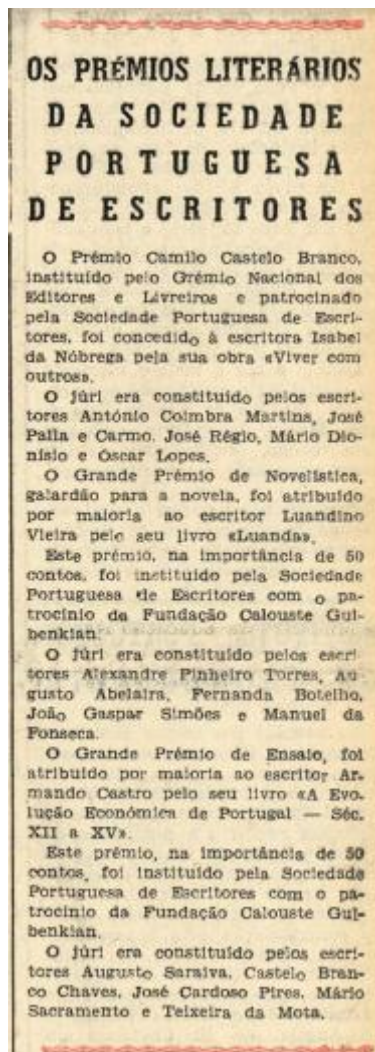 OS PRÉMIOS LITERÁRIOS
DA SOCIEDADE
PORTUGUESA
DE ESCRITORES
O Prémio Camilo Castelo Branco,
instituído pelo Grémio Nacional dos
Editores e Livreiros e patrocinado
pela Sociedade Portuguesa de Escri-
tores, foi concedido à escritora Isabel
da Nóbrega pela sua obra «Viver com
outros».
O júri era constituído pelos escri-
tores António Coimbra Martins, José
Palla e Carmo, José Régio, Mário Dio-
nísio e Óscar Lopes.
O Grande Prémio de Novelística,
galardão para a novela, foi atribuído
por maioria ao escritor Luandino
Vieira pelo seu livro «Luanda».
Este prémio, na importância de 50
contos, foi instituído pela Sociedade
Portuguesa de Escritores com o pa-
trocínio da Fundação Calouste Gul-
benkian.
O júri era constituído pelos escri-
tores Alexandre Pinheiro Torres, Au-
gusto Abelaira, Fernanda Botelho,
João Gaspar Simões e Manuel da
Fonseca.
O Grande Prémio de Ensaio, foi
atribuído por maioria ao escritor Ar-
mando Castro pelo seu livro «A Evo-
lução Económica de Portugal — Séc.
XII a XV».
Este prémio, na importância de 50
contos, foi instituído pela Sociedade
Portuguesa de Escritores com o pa-
trocínio da Fundação Calouste Gul-
benkian.
O júri era constituído pelos escri-
tores Augusto Saraiva, Castelo Bran-
co Chaves, José Cardoso Pires, Mário
Sacramento e Teixeira da Mota.